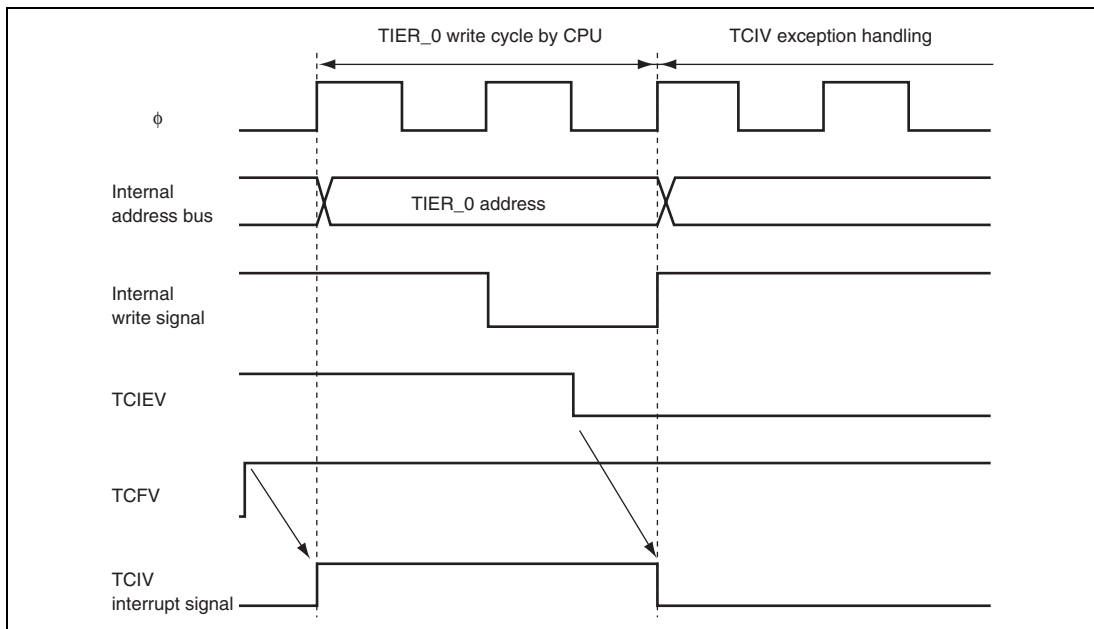 TIER_0 write cycle by CPU
TCIV exception handling
ϕ
Internal
address bus
TIER_0 address
Internal
write signal
TCIEV
TCFV
TCIV
interrupt signal